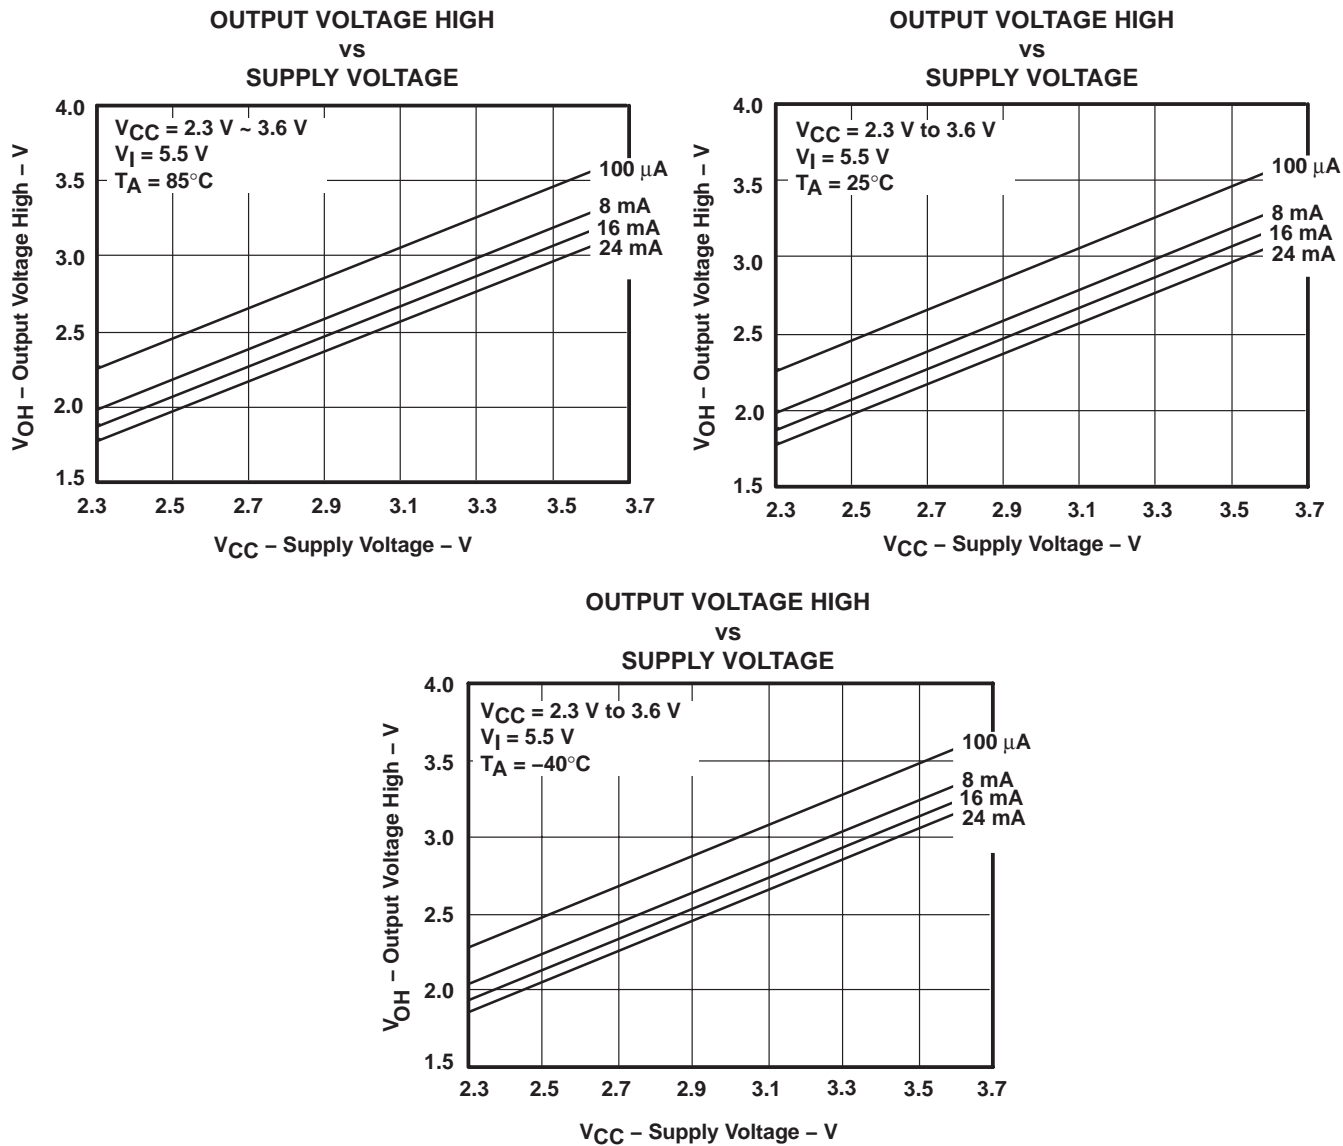 OUTPUT VOLTAGE HIGH
vs
SUPPLY VOLTAGE
4.0
3.5
3.0
2.5
2.0
1.5
VOH – Output Voltage High – V
VCC = 2.3 V ~ 3.6 V
VI = 5.5 V
TA = 85°C
100 μA
8 mA
16 mA
24 mA
2.3 2.5 2.7 2.9 3.1 3.3 3.5 3.7
VCC – Supply Voltage – V
OUTPUT VOLTAGE HIGH
vs
SUPPLY VOLTAGE
4.0
3.5
3.0
2.5
2.0
1.5
VOH – Output Voltage High – V
VCC = 2.3 V to 3.6 V
VI = 5.5 V
TA = 25°C
100 μA
8 mA
16 mA
24 mA
2.3 2.5 2.7 2.9 3.1 3.3 3.5 3.7
VCC – Supply Voltage – V
OUTPUT VOLTAGE HIGH
vs
SUPPLY VOLTAGE
4.0
3.5
3.0
2.5
2.0
1.5
VOH – Output Voltage High – V
VCC = 2.3 V to 3.6 V
VI = 5.5 V
TA = –40°C
100 μA
8 mA
16 mA
24 mA
2.3 2.5 2.7 2.9 3.1 3.3 3.5 3.7
VCC – Supply Voltage – V